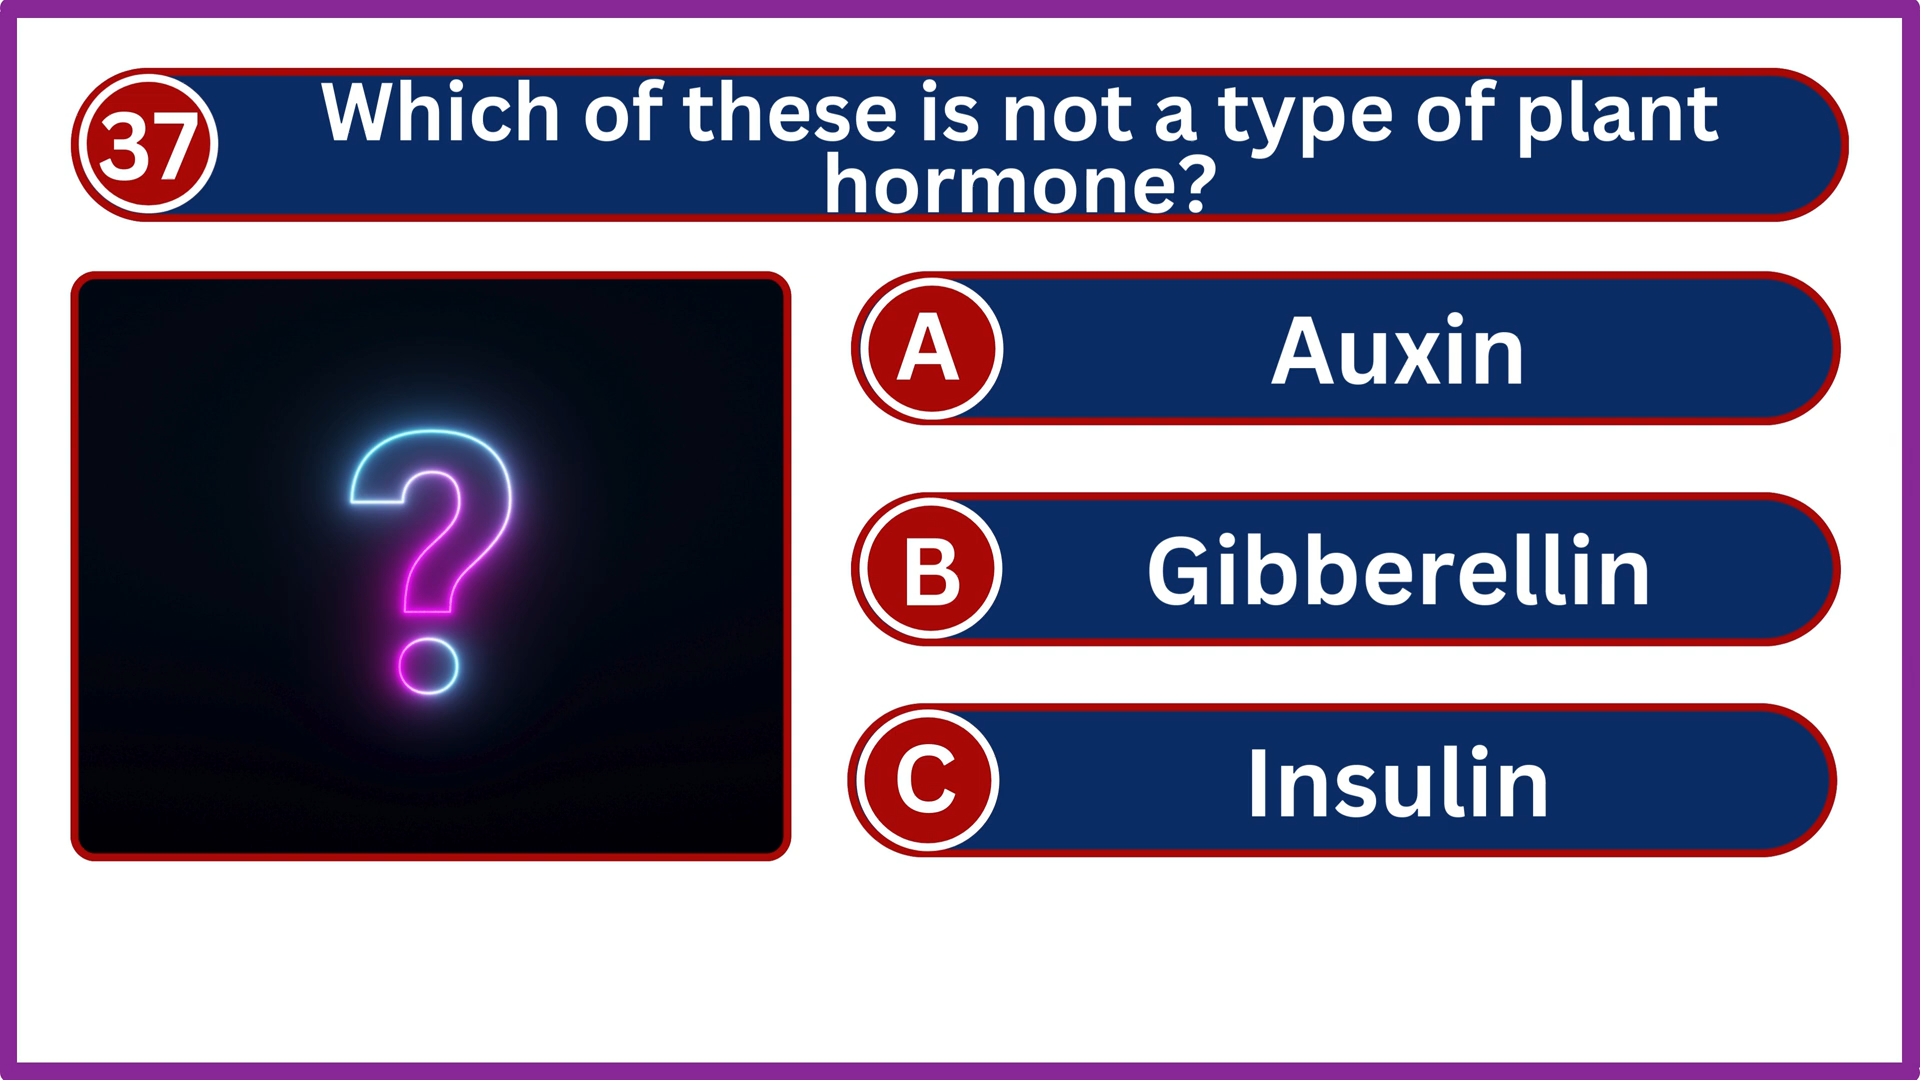 37
Which of these is not a type of plant
hormone?
A
Auxin
B
Gibberellin
C
Insulin